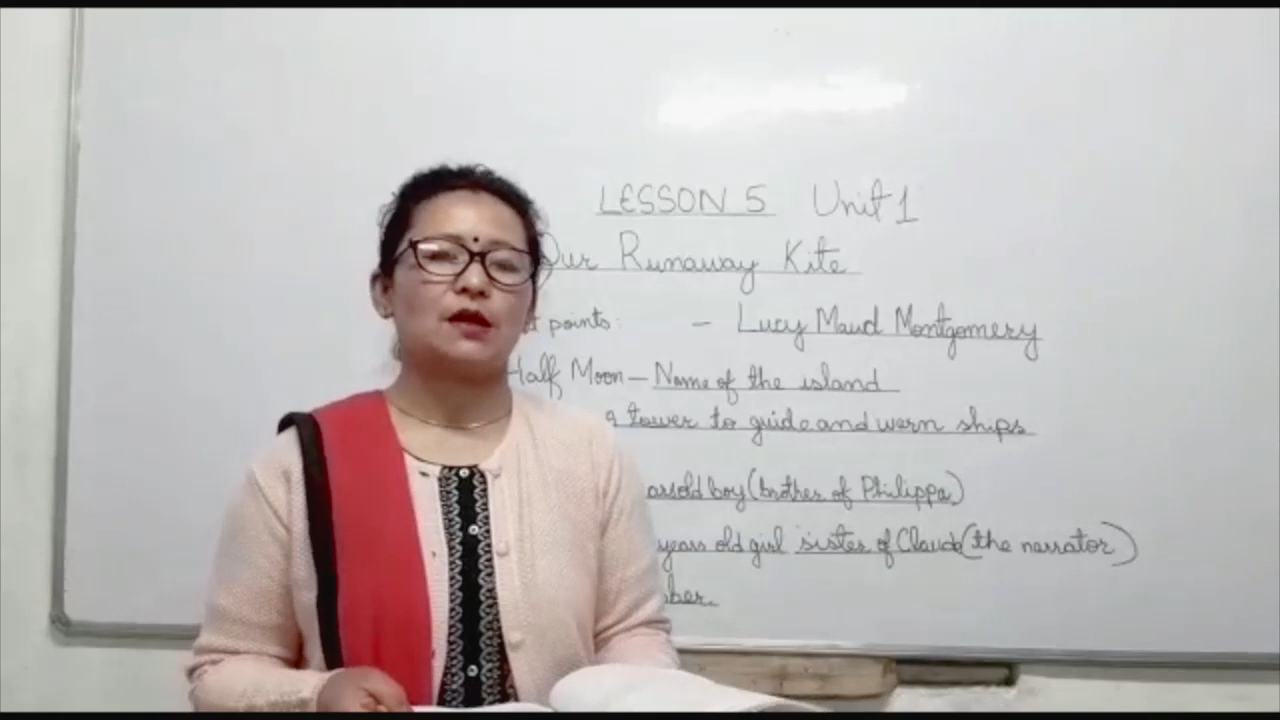 LESSON 5 Unit 1
Our Runaway Kite
points: - Lucy Maud Montgomery
Half Moon - Name of the island
a tower to guide and warn ships
old boy (brother of Philippa)
years old girl sister of Claude (the narrator)